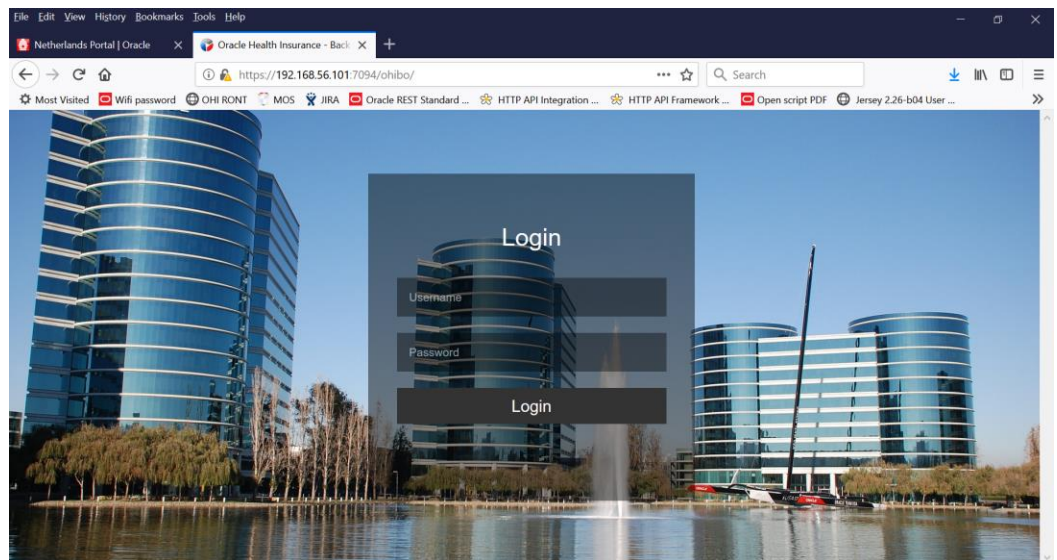 File Edit View History Bookmarks Tools Help
Netherlands Portal | Oracle
Oracle Health Insurance - Back
https://192.168.56.101:7094/ohibo/
Search
Most Visited Wifi password OHI RONT MOS JIRA Oracle REST Standard ... HTTP API Integration ... HTTP API Framework ... Open script PDF Jersey 2.26-b04 User ...
Login
Username
Password
Login
ORACLE